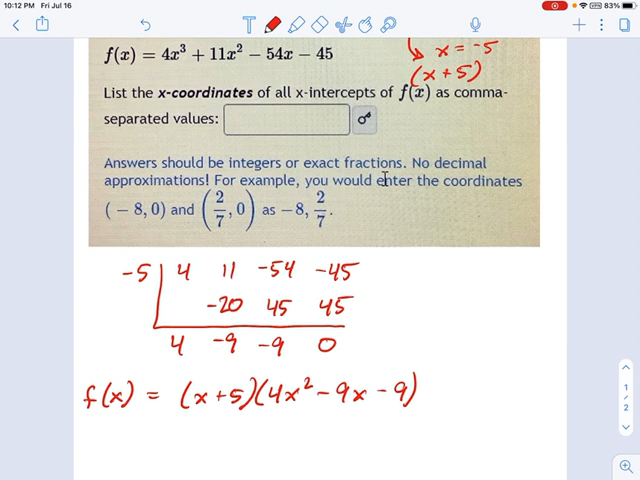 10:12 PM Fri Jul 16
83%
x = -5
(x + 5)
f(x) = 4x³ + 11x² − 54x − 45
List the x-coordinates of all x-intercepts of f(x) as comma-
separated values:
Answers should be integers or exact fractions. No decimal
approximations! For example, you would enter the coordinates
(−8, 0) and (2/7, 0) as −8, 2/7.
-5 | 4 11 -54 -45
-20 45 45
4 -9 -9 0
f(x) = (x+5)(4x² - 9x - 9)
1
2